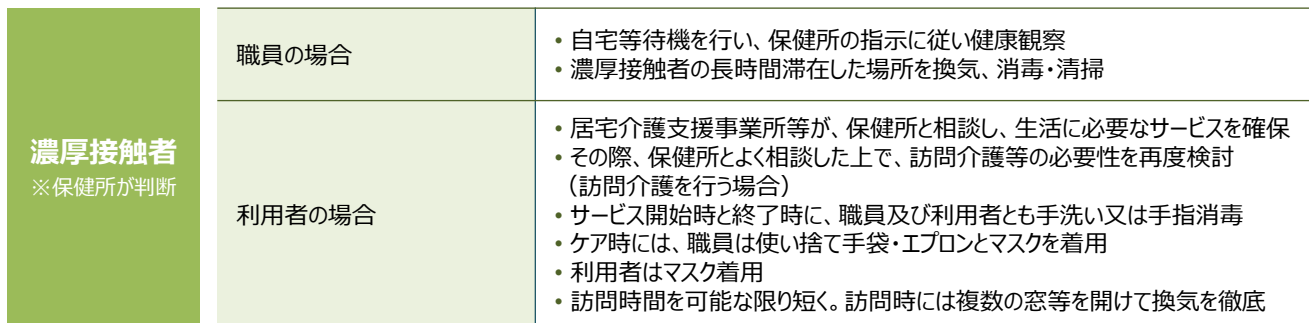 濃厚接触者
※保健所が判断
職員の場合
• 自宅等待機を行い、保健所の指示に従い健康観察
• 濃厚接触者の長時間滞在した場所を換気、消毒・清掃
利用者の場合
• 居宅介護支援事業所等が、保健所と相談し、生活に必要なサービスを確保
• その際、保健所とよく相談した上で、訪問介護等の必要性を再度検討
（訪問介護を行う場合）
• サービス開始時と終了時に、職員及び利用者とも手洗い又は手指消毒
• ケア時には、職員は使い捨て手袋・エプロンとマスクを着用
• 利用者はマスク着用
• 訪問時間を可能な限り短く。訪問時には複数の窓等を開けて換気を徹底